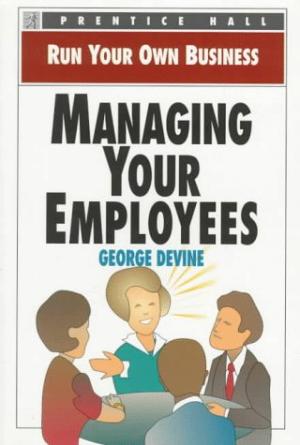 PRENTICE HALL
RUN YOUR OWN BUSINESS
MANAGING
YOUR
EMPLOYEES
GEORGE DEVINE